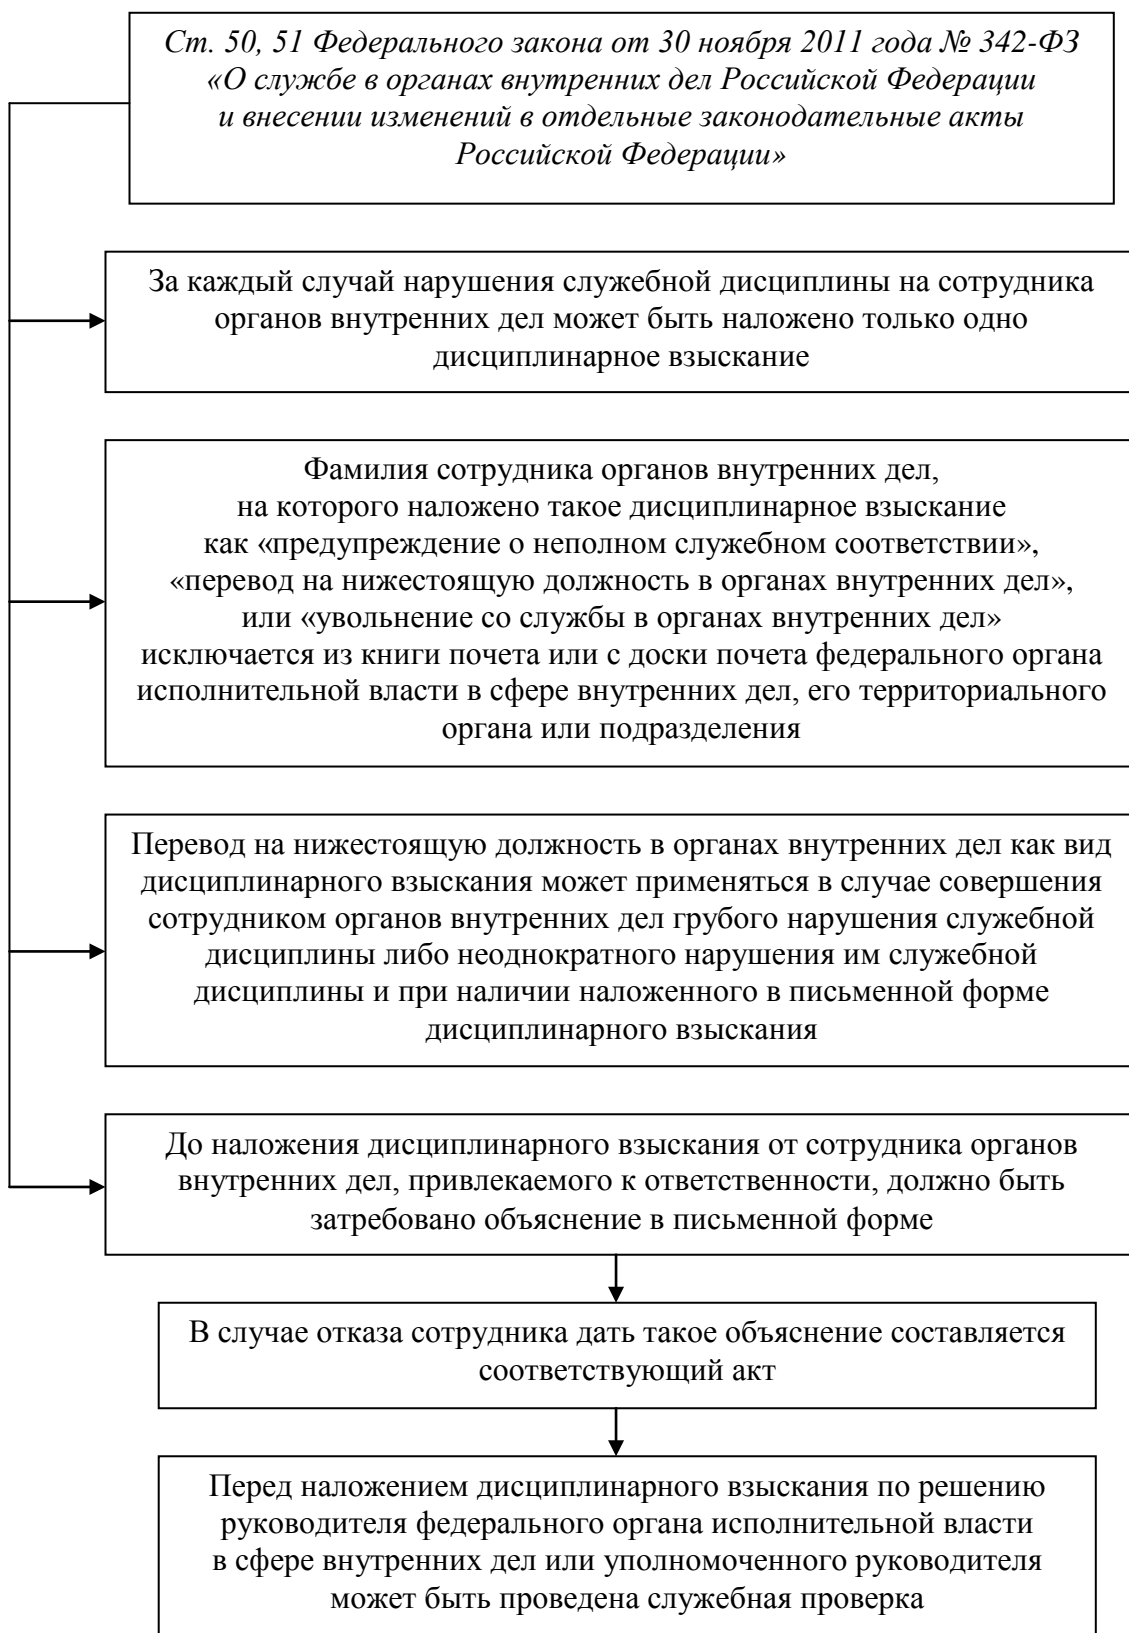 Ст. 50, 51 Федерального закона от 30 ноября 2011 года № 342-ФЗ
«О службе в органах внутренних дел Российской Федерации
и внесении изменений в отдельные законодательные акты
Российской Федерации»
За каждый случай нарушения служебной дисциплины на сотрудника
органов внутренних дел может быть наложено только одно
дисциплинарное взыскание
Фамилия сотрудника органов внутренних дел,
на которого наложено такое дисциплинарное взыскание
как «предупреждение о неполном служебном соответствии»,
«перевод на нижестоящую должность в органах внутренних дел»,
или «увольнение со службы в органах внутренних дел»
исключается из книги почета или с доски почета федерального органа
исполнительной власти в сфере внутренних дел, его территориального
органа или подразделения
Перевод на нижестоящую должность в органах внутренних дел как вид
дисциплинарного взыскания может применяться в случае совершения
сотрудником органов внутренних дел грубого нарушения служебной
дисциплины либо неоднократного нарушения им служебной
дисциплины и при наличии наложенного в письменной форме
дисциплинарного взыскания
До наложения дисциплинарного взыскания от сотрудника органов
внутренних дел, привлекаемого к ответственности, должно быть
затребовано объяснение в письменной форме
В случае отказа сотрудника дать такое объяснение составляется
соответствующий акт
Перед наложением дисциплинарного взыскания по решению
руководителя федерального органа исполнительной власти
в сфере внутренних дел или уполномоченного руководителя
может быть проведена служебная проверка